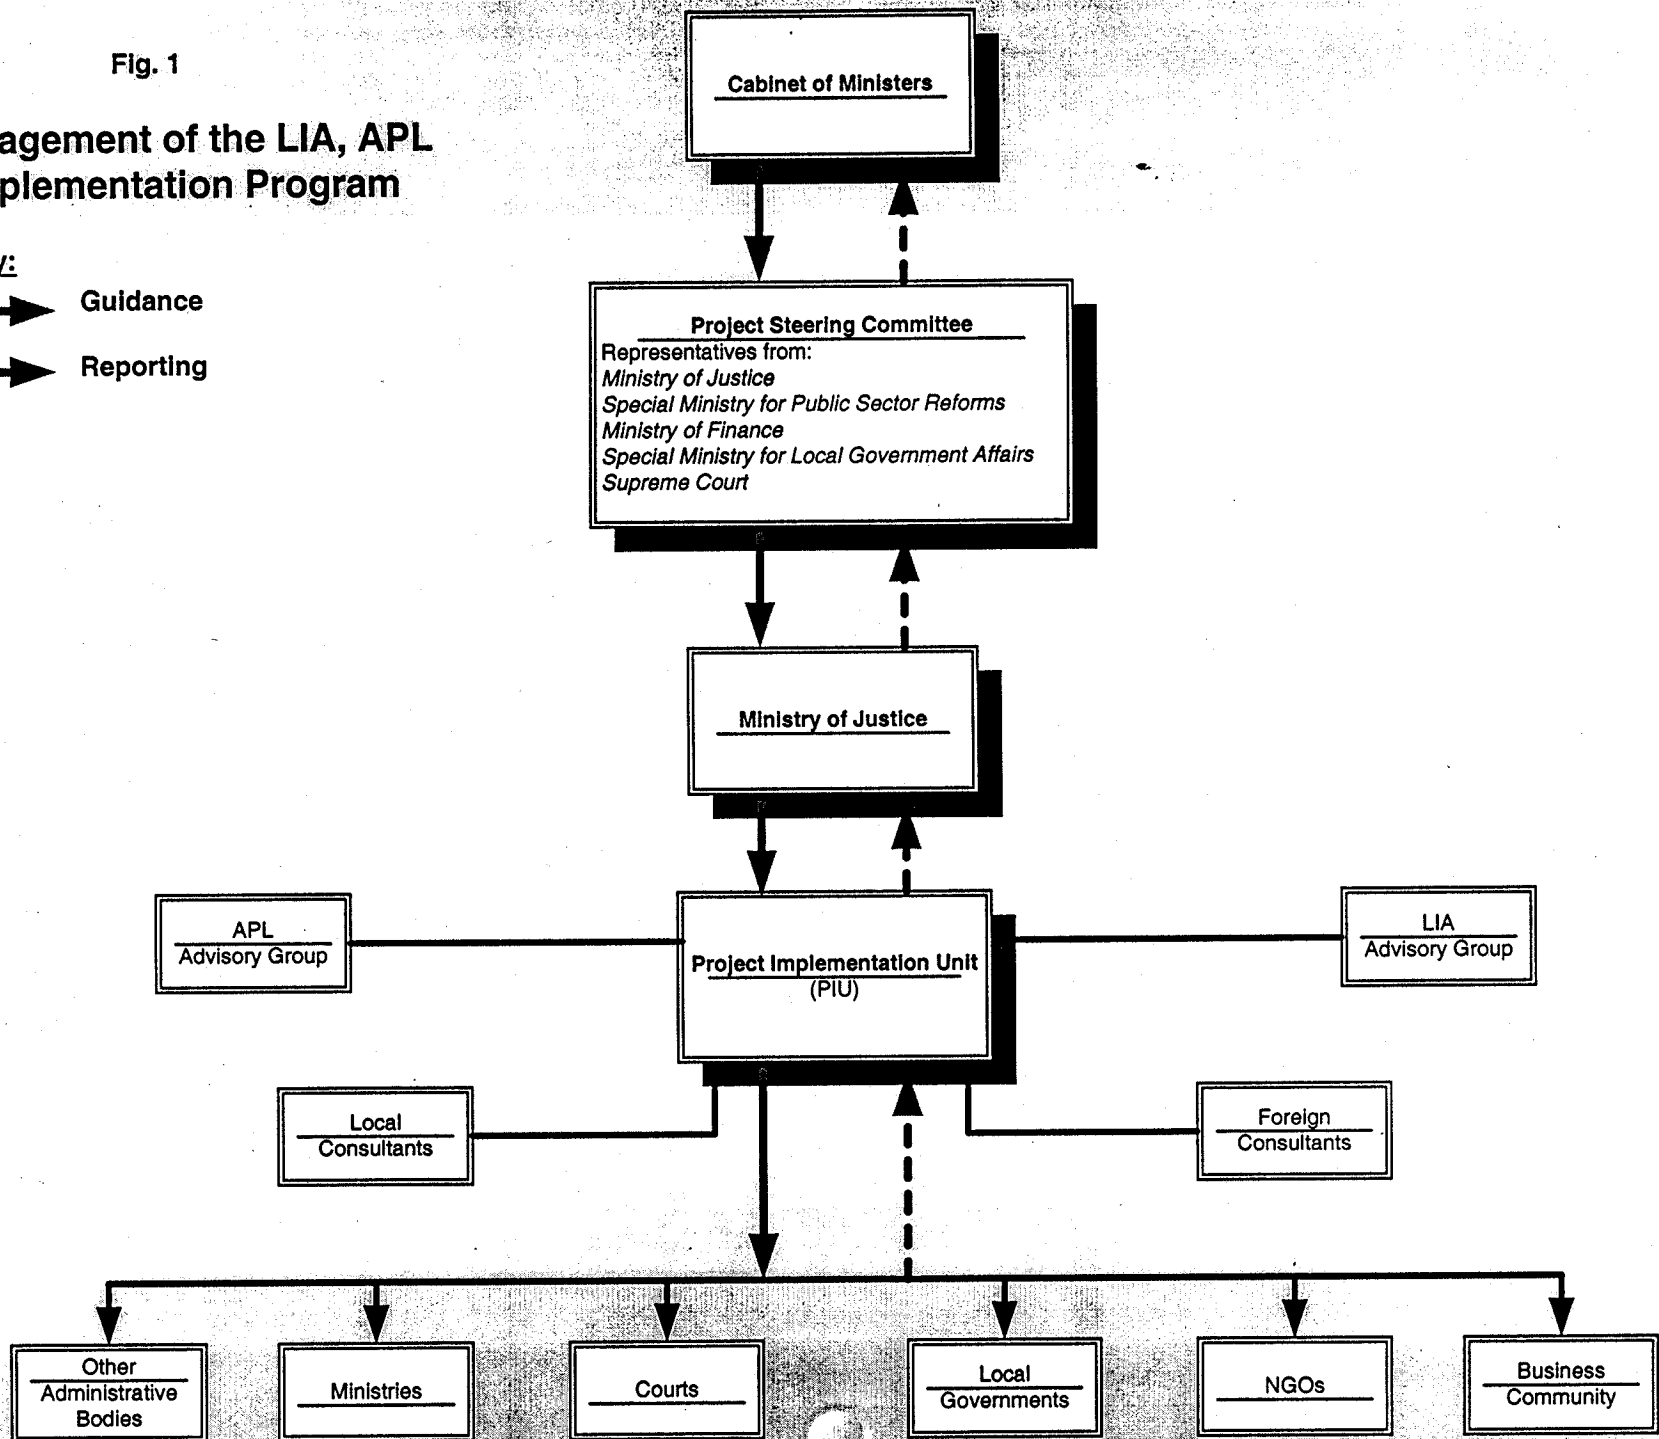 Fig. 1
agement of the LIA, APL
plementation Program
y:
Guidance
Reporting
Cabinet of Ministers
Project Steering Committee
Representatives from:
Ministry of Justice
Special Ministry for Public Sector Reforms
Ministry of Finance
Special Ministry for Local Government Affairs
Supreme Court
Ministry of Justice
APL
Advisory Group
Project Implementation Unit
(PIU)
LIA
Advisory Group
Local
Consultants
Foreign
Consultants
Other
Administrative
Bodies
Ministries
Courts
Local
Governments
NGOs
Business
Community